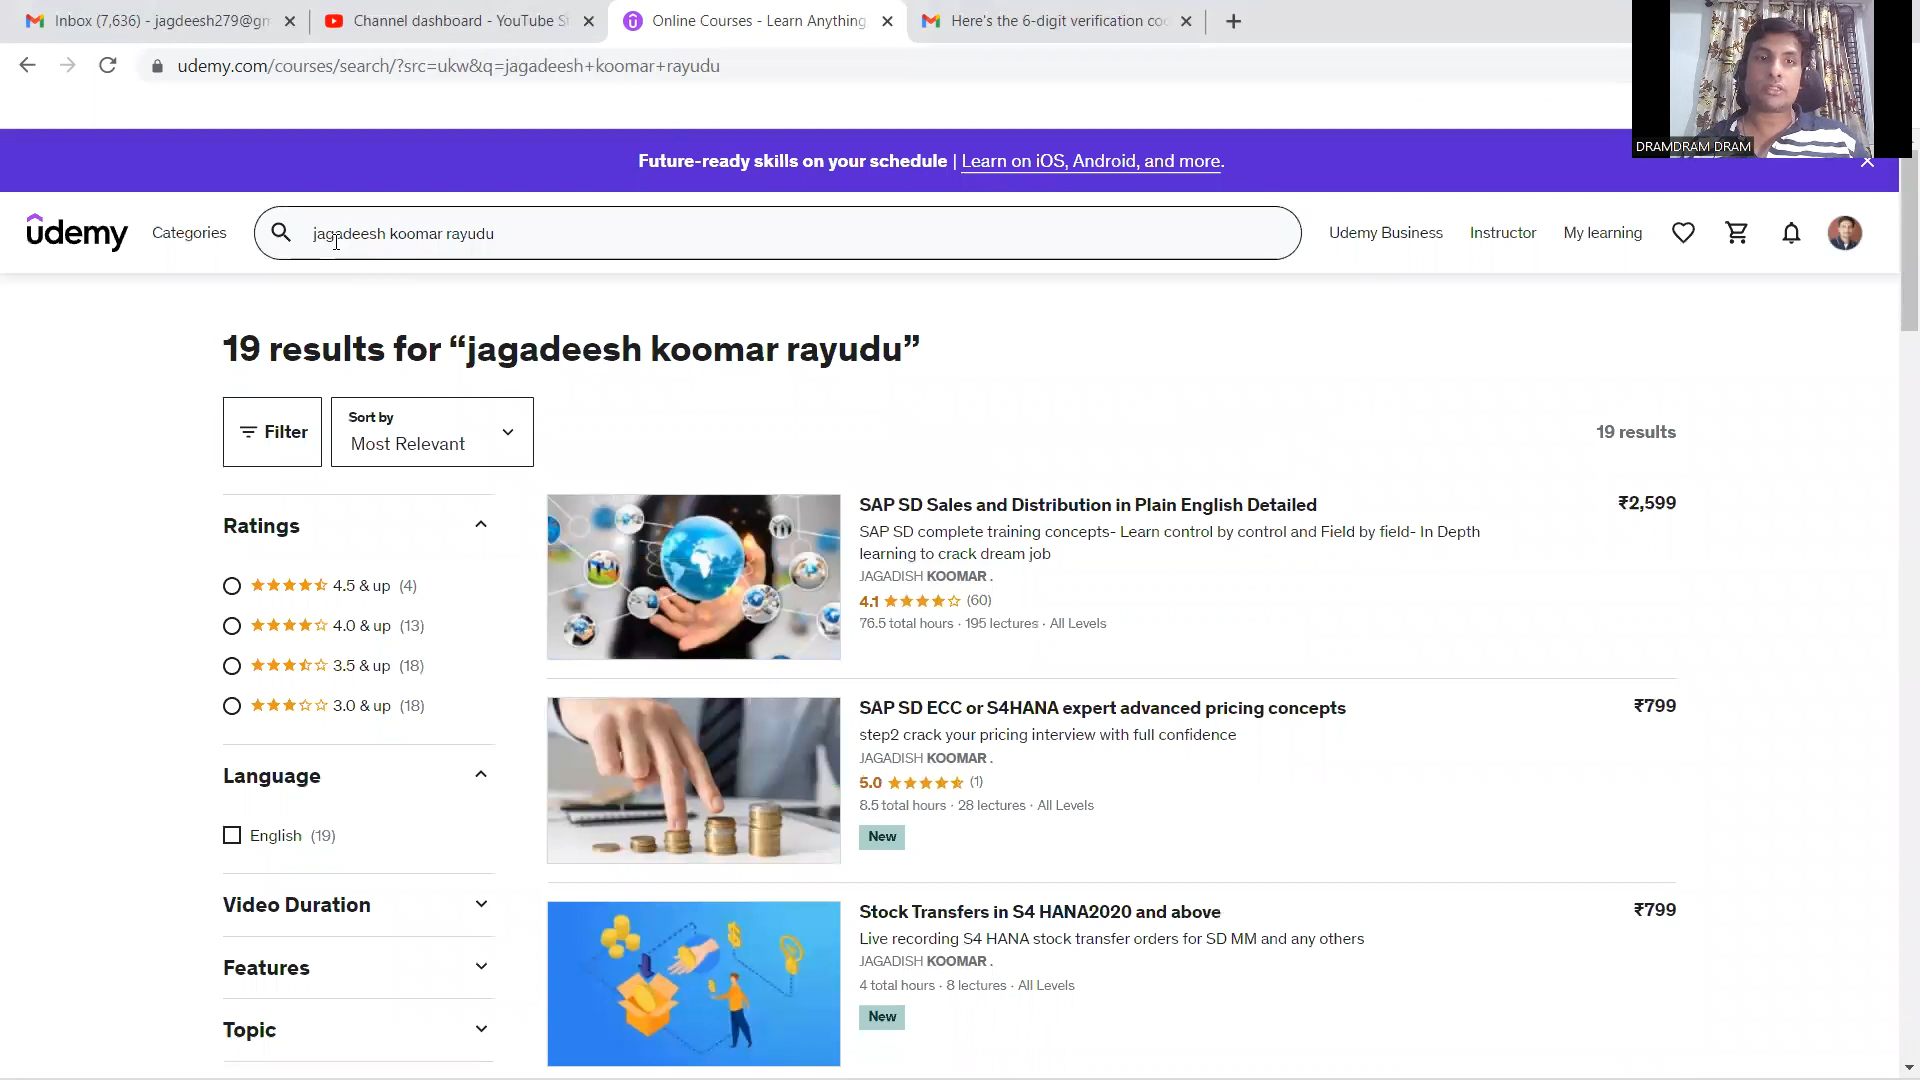 Inbox (7,636) - jagdeesh279@gm
Channel dashboard - YouTube St
Online Courses - Learn Anything
Here's the 6-digit verification co
udemy.com/courses/search/?src=ukw&q=jagadeesh+koomar+rayudu
DRAMDRAM DRAM
Future-ready skills on your schedule | Learn on iOS, Android, and more.
udemy
Categories
jagadeesh koomar rayudu
Udemy Business
Instructor
My learning
19 results for “jagadeesh koomar rayudu”
Filter
Sort by
Most Relevant
19 results
Ratings
4.5 & up (4)
4.0 & up (13)
3.5 & up (18)
3.0 & up (18)
Language
English (19)
Video Duration
Features
Topic
SAP SD Sales and Distribution in Plain English Detailed
₹2,599
SAP SD complete training concepts- Learn control by control and Field by field- In Depth
learning to crack dream job
JAGADISH KOOMAR .
4.1 (60)
76.5 total hours · 195 lectures · All Levels
SAP SD ECC or S4HANA expert advanced pricing concepts
₹799
step2 crack your pricing interview with full confidence
JAGADISH KOOMAR .
5.0 (1)
8.5 total hours · 28 lectures · All Levels
New
Stock Transfers in S4 HANA2020 and above
₹799
Live recording S4 HANA stock transfer orders for SD MM and any others
JAGADISH KOOMAR .
4 total hours · 8 lectures · All Levels
New